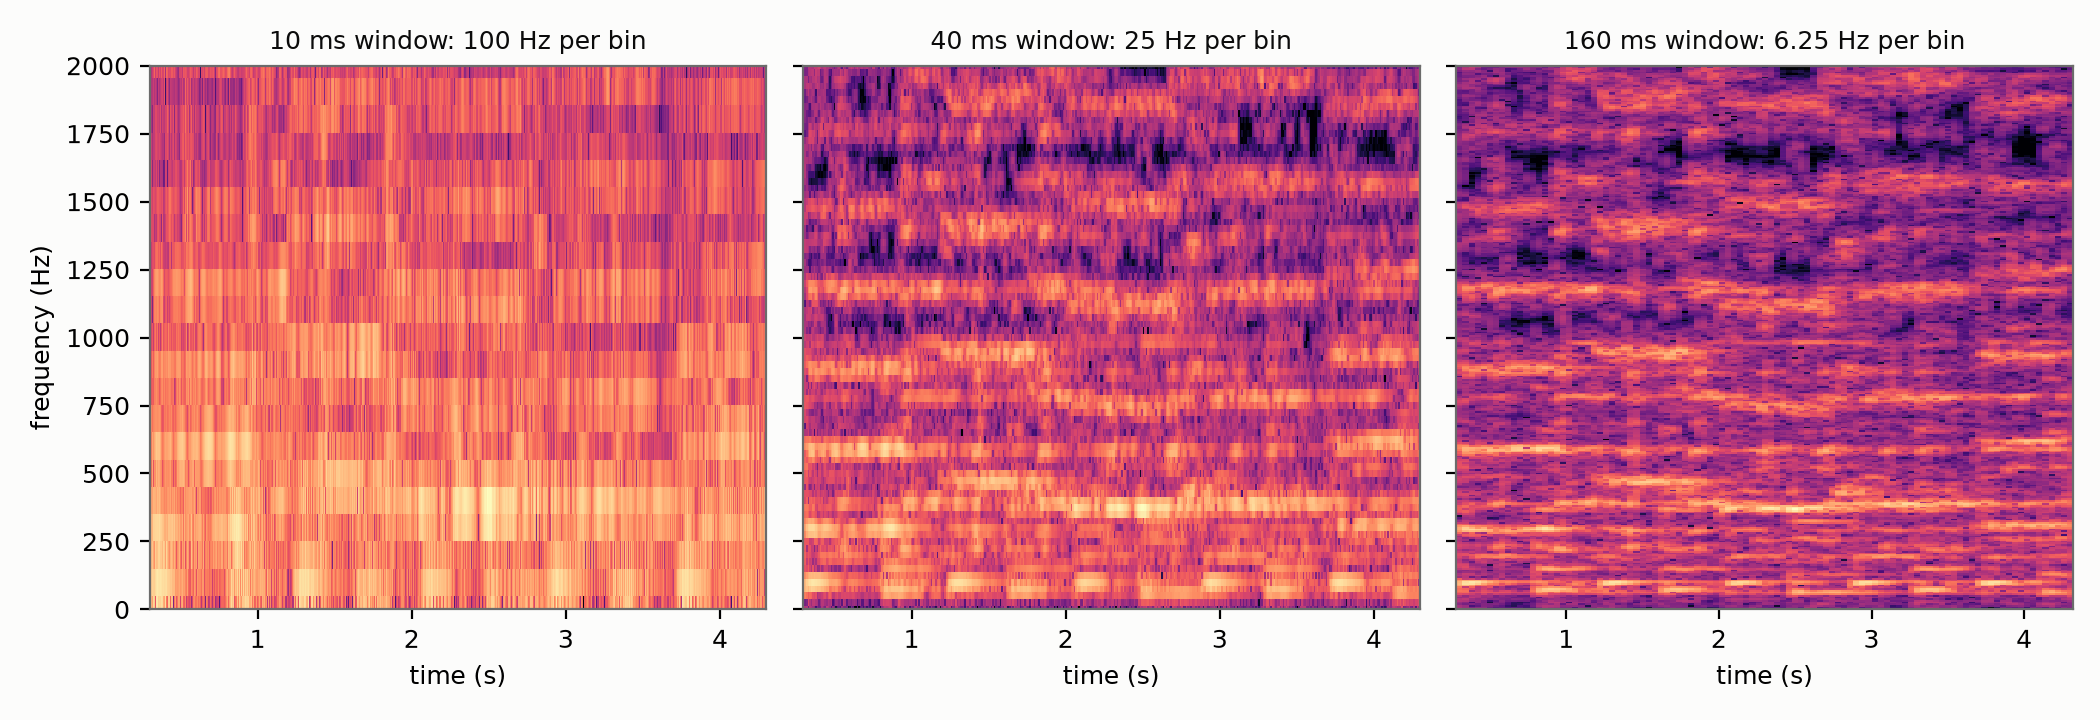 10 ms window: 100 Hz per bin
40 ms window: 25 Hz per bin
160 ms window: 6.25 Hz per bin
frequency (Hz)
2000
1750
1500
1250
1000
750
500
250
0
1 2 3 4
1 2 3 4
1 2 3 4
time (s)
time (s)
time (s)